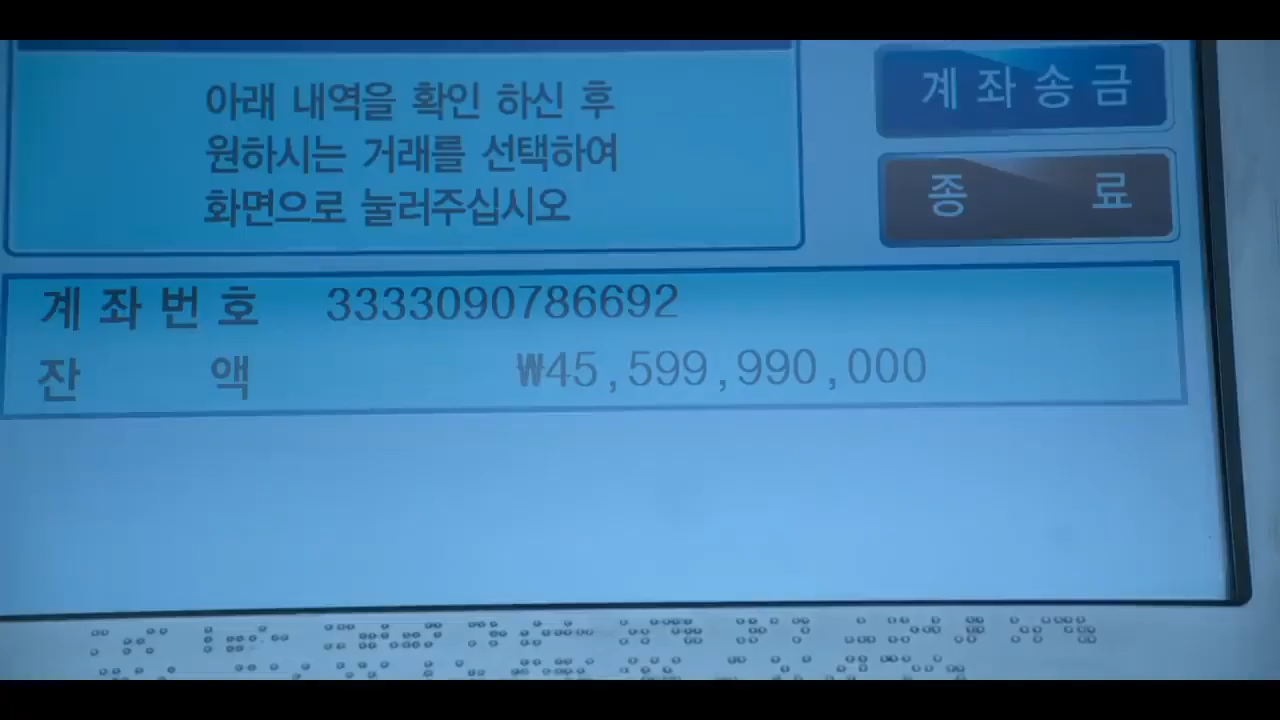 아래 내역을 확인 하신 후
원하시는 거래를 선택하여
화면으로 눌러주십시오
계좌송금
종 료
계좌번호 3333090786692
잔 액 ₩45,599,990,000